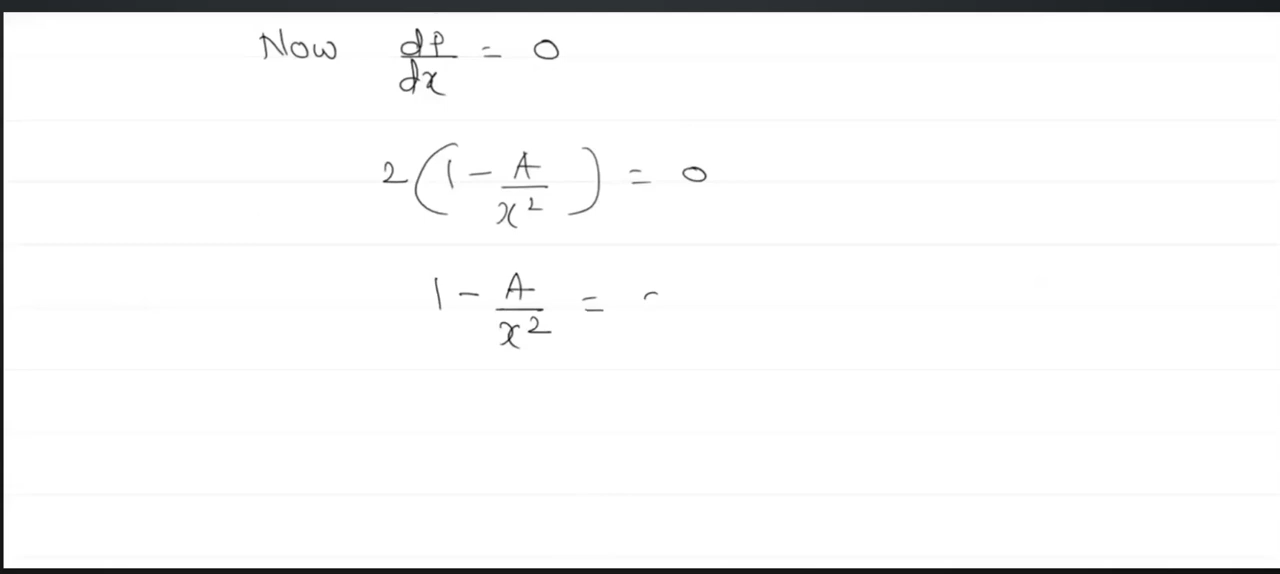 Now dP/dx = 0
2(1 - A/x²) = 0
1 - A/x² =